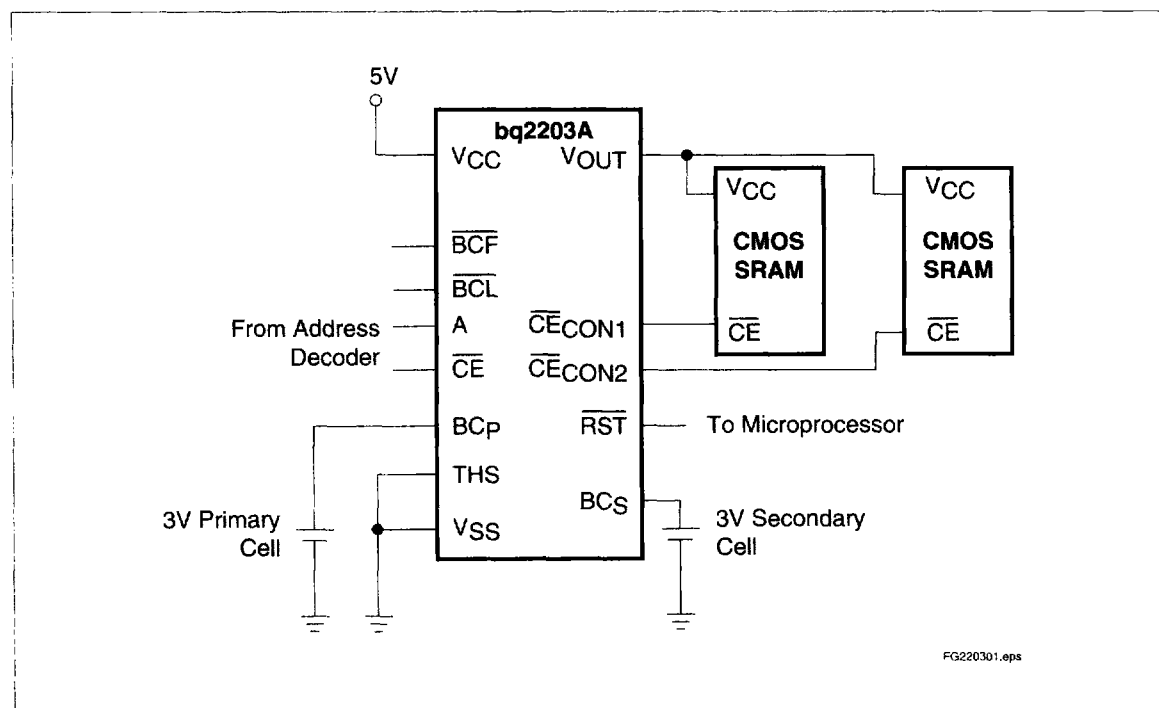 5V
bq2203A
VCC
VOUT
VCC
CMOS
SRAM
CE
VCC
CMOS
SRAM
CE
BCF
BCL
From Address
Decoder
A
CE
CECON1
CECON2
BCP
RST
To Microprocessor
THS
BCS
3V Primary
Cell
VSS
3V Secondary
Cell
FG220301.eps